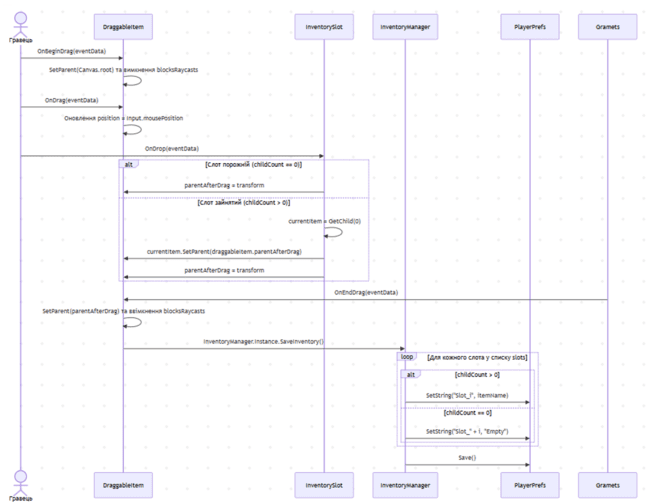 DraggableItem InventorySlot InventoryManager PlayerPrefs Gramets
Гравець
OnBeginDrag(eventData)
SetParent(Canvas.root) та вимкнення blocksRaycasts
OnDrag(eventData)
Оновлення position = Input.mousePosition
OnDrop(eventData)
alt [Слот порожній (childCount == 0)]
parentAfterDrag = transform
[Слот зайнятий (childCount > 0)]
currentItem = GetChild(0)
currentItem.SetParent(draggableItem.parentAfterDrag)
parentAfterDrag = transform
OnEndDrag(eventData)
SetParent(parentAfterDrag) та ввімкнення blocksRaycasts
InventoryManager.Instance.SaveInventory()
loop [Для кожного слота у списку slots]
alt [childCount > 0]
SetString("Slot_i", itemName)
[childCount == 0]
SetString("Slot_" + i, "Empty")
Save()
DraggableItem InventorySlot InventoryManager PlayerPrefs Gramets
Гравець